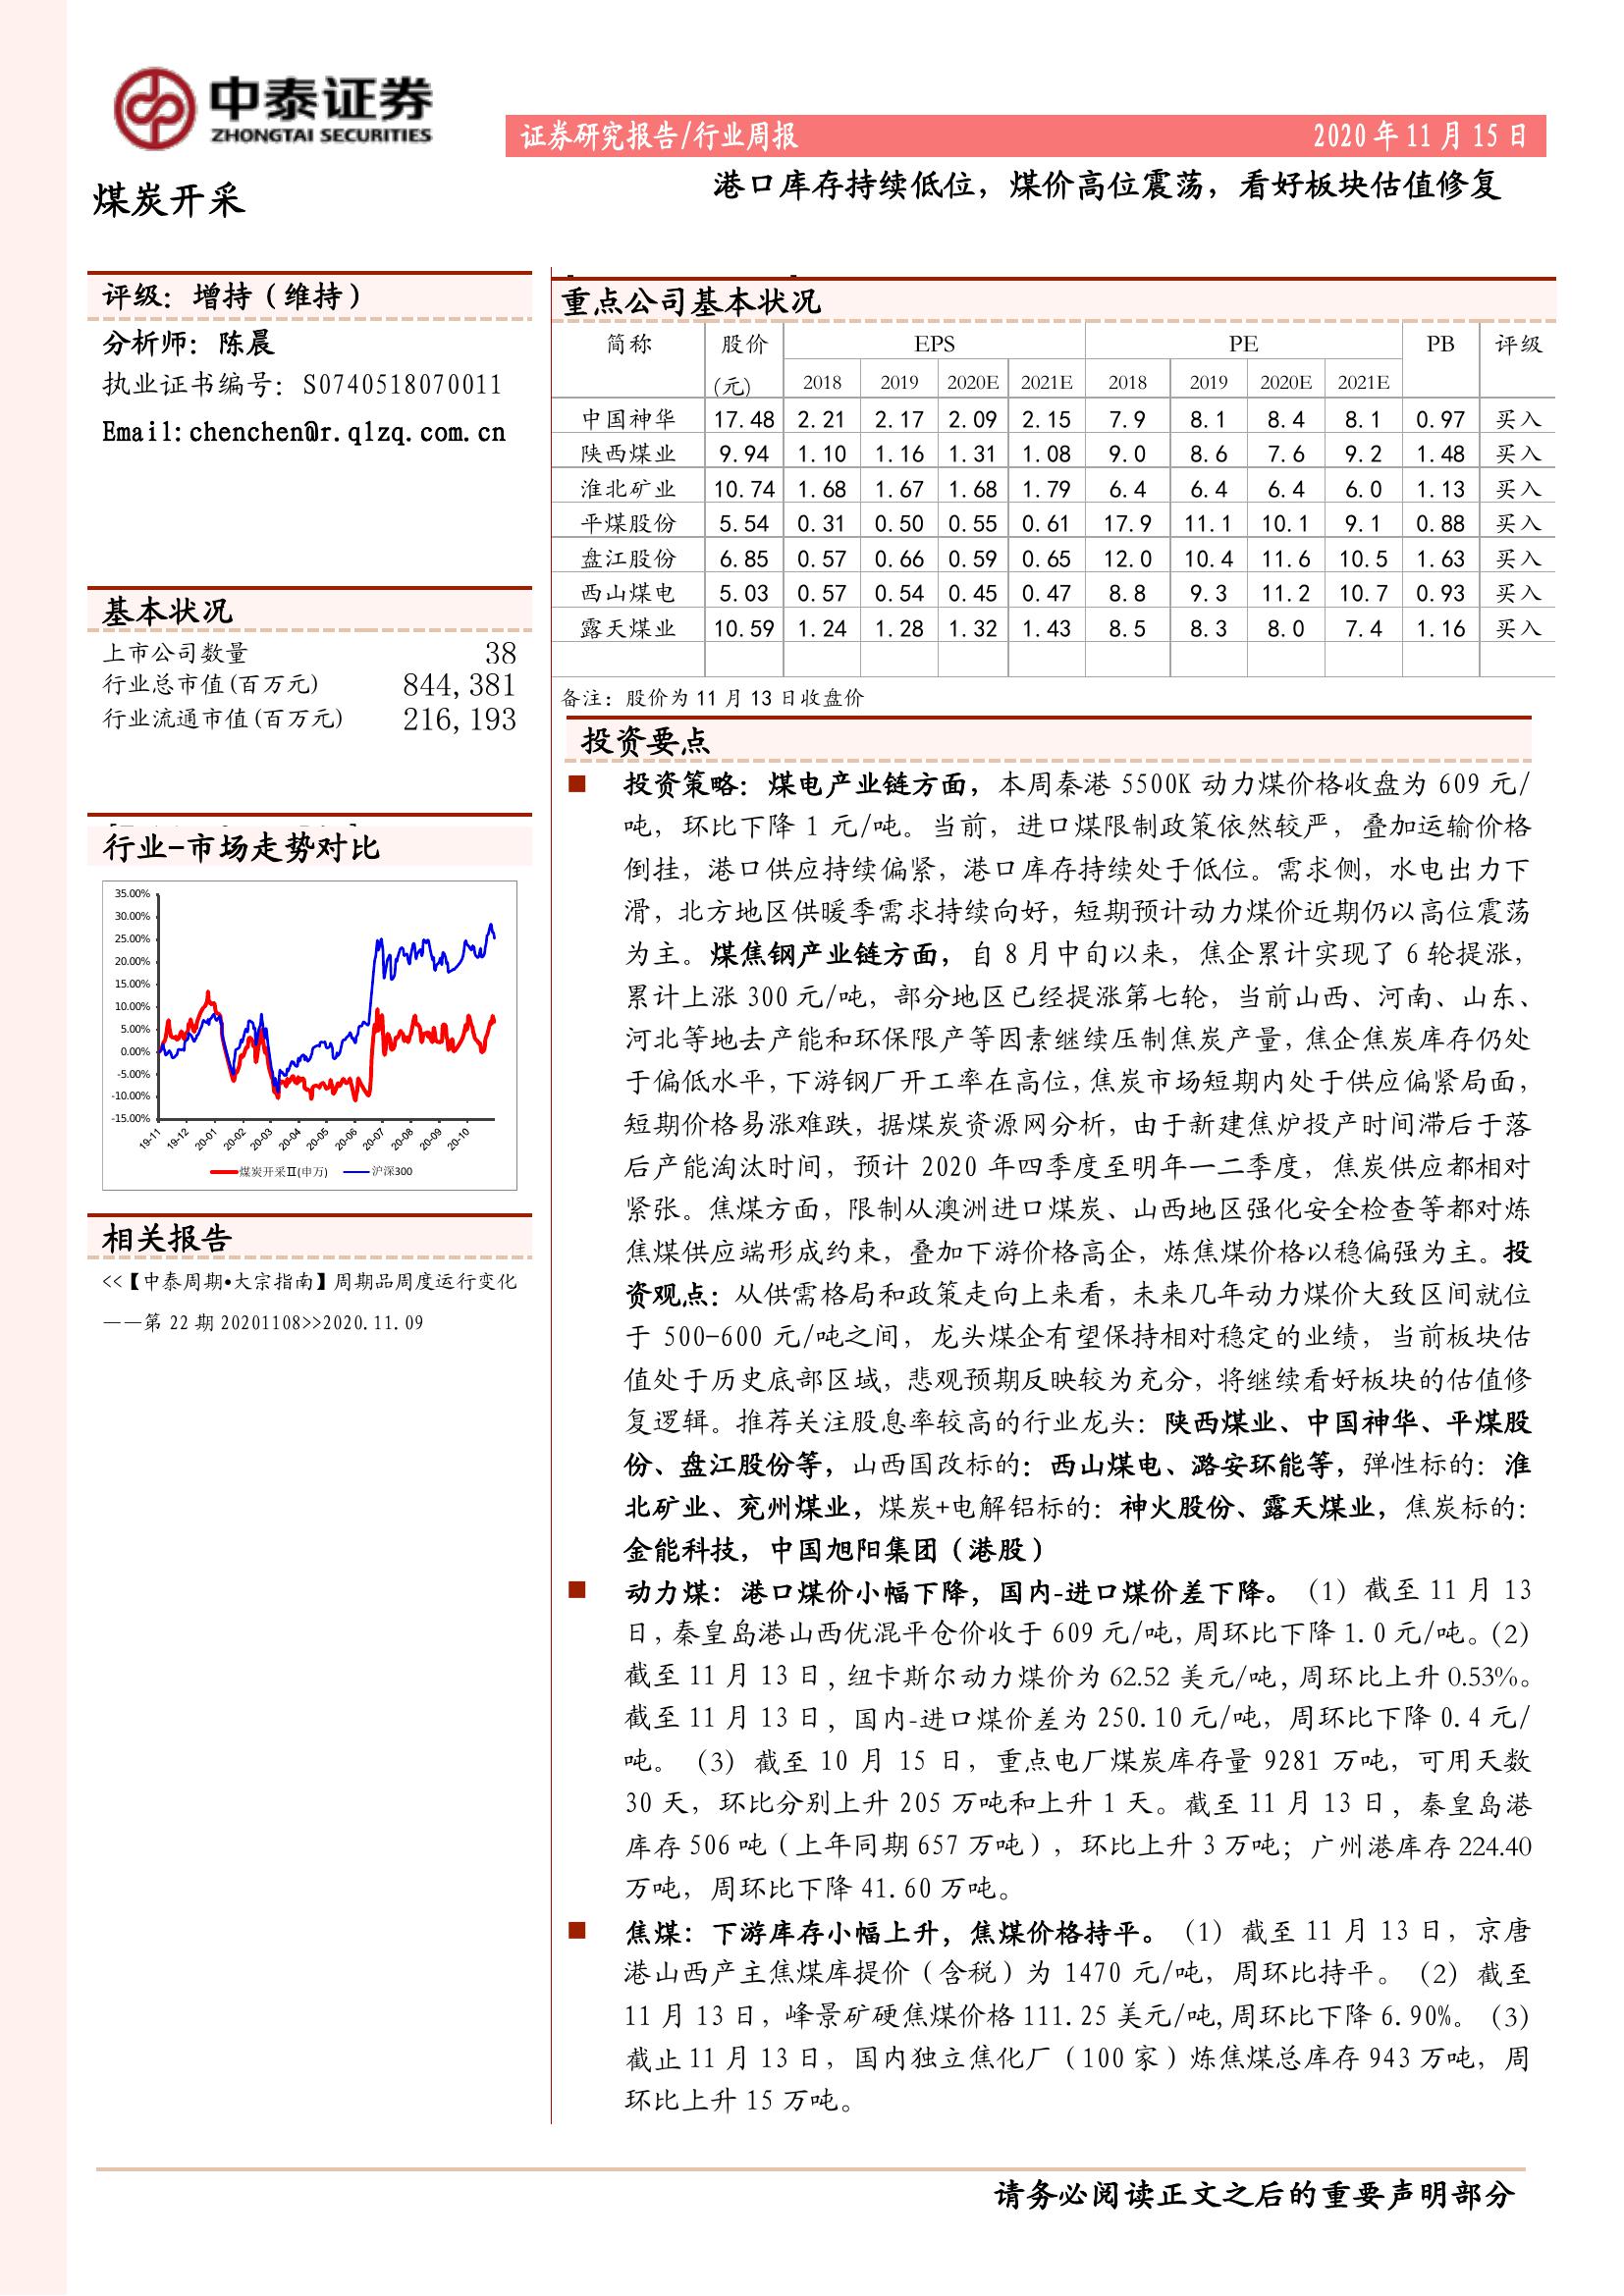 中泰证券
ZHONGTAI SECURITIES
证券研究报告/行业周报 2020年11月15日
煤炭开采
港口库存持续低位，煤价高位震荡，看好板块估值修复
评级：增持（维持）
分析师：陈晨
执业证书编号：S0740518070011
Email:chenchen@r.qlzq.com.cn
基本状况
上市公司数量 38
行业总市值(百万元) 844,381
行业流通市值(百万元) 216,193
行业-市场走势对比
35.00%
30.00%
25.00%
20.00%
15.00%
10.00%
5.00%
0.00%
-5.00%
-10.00%
-15.00%
19-11 19-12 20-01 20-02 20-03 20-04 20-05 20-06 20-07 20-08 20-09 20-10
煤炭开采II(申万) 沪深300
相关报告
<<【中泰周期•大宗指南】周期品周度运行变化
——第 22 期 20201108>>2020.11.09
重点公司基本状况
简称 股价 EPS PE PB 评级
(元) 2018 2019 2020E 2021E 2018 2019 2020E 2021E
中国神华 17.48 2.21 2.17 2.09 2.15 7.9 8.1 8.4 8.1 0.97 买入
陕西煤业 9.94 1.10 1.16 1.31 1.08 9.0 8.6 7.6 9.2 1.48 买入
淮北矿业 10.74 1.68 1.67 1.68 1.79 6.4 6.4 6.4 6.0 1.13 买入
平煤股份 5.54 0.31 0.50 0.55 0.61 17.9 11.1 10.1 9.1 0.88 买入
盘江股份 6.85 0.57 0.66 0.59 0.65 12.0 10.4 11.6 10.5 1.63 买入
西山煤电 5.03 0.57 0.54 0.45 0.47 8.8 9.3 11.2 10.7 0.93 买入
露天煤业 10.59 1.24 1.28 1.32 1.43 8.5 8.3 8.0 7.4 1.16 买入
备注：股价为 11 月 13 日收盘价
投资要点
■ 投资策略：煤电产业链方面，本周秦港 5500K 动力煤价格收盘为 609 元/
吨，环比下降 1 元/吨。当前，进口煤限制政策依然较严，叠加运输价格
倒挂，港口供应持续偏紧，港口库存持续处于低位。需求侧，水电出力下
滑，北方地区供暖季需求持续向好，短期预计动力煤价近期仍以高位震荡
为主。煤焦钢产业链方面，自 8 月中旬以来，焦企累计实现了 6 轮提涨，
累计上涨 300 元/吨，部分地区已经提涨第七轮，当前山西、河南、山东、
河北等地去产能和环保限产等因素继续压制焦炭产量，焦企焦炭库存仍处
于偏低水平，下游钢厂开工率在高位，焦炭市场短期内处于供应偏紧局面，
短期价格易涨难跌，据煤炭资源网分析，由于新建焦炉投产时间滞后于落
后产能淘汰时间，预计 2020 年四季度至明年一二季度，焦炭供应都相对
紧张。焦煤方面，限制从澳洲进口煤炭、山西地区强化安全检查等都对炼
焦煤供应端形成约束，叠加下游价格高企，炼焦煤价格以稳偏强为主。投
资观点：从供需格局和政策走向上来看，未来几年动力煤价大致区间就位
于 500-600 元/吨之间，龙头煤企有望保持相对稳定的业绩，当前板块估
值处于历史底部区域，悲观预期反映较为充分，将继续看好板块的估值修
复逻辑。推荐关注股息率较高的行业龙头：陕西煤业、中国神华、平煤股
份、盘江股份等，山西国改标的：西山煤电、潞安环能等，弹性标的：淮
北矿业、兖州煤业，煤炭+电解铝标的：神火股份、露天煤业，焦炭标的：
金能科技，中国旭阳集团（港股）
■ 动力煤：港口煤价小幅下降，国内-进口煤价差下降。（1）截至 11 月 13
日，秦皇岛港山西优混平仓价收于 609 元/吨，周环比下降 1.0 元/吨。（2）
截至 11 月 13 日，纽卡斯尔动力煤价为 62.52 美元/吨，周环比上升 0.53%。
截至 11 月 13 日，国内-进口煤价差为 250.10 元/吨，周环比下降 0.4 元/
吨。（3）截至 10 月 15 日，重点电厂煤炭库存量 9281 万吨，可用天数
30 天，环比分别上升 205 万吨和上升 1 天。截至 11 月 13 日，秦皇岛港
库存 506 吨（上年同期 657 万吨），环比上升 3 万吨；广州港库存 224.40
万吨，周环比下降 41.60 万吨。
■ 焦煤：下游库存小幅上升，焦煤价格持平。（1）截至 11 月 13 日，京唐
港山西产主焦煤库提价（含税）为 1470 元/吨，周环比持平。（2）截至
11 月 13 日，峰景矿硬焦煤价格 111.25 美元/吨，周环比下降 6.90%。（3）
截止 11 月 13 日，国内独立焦化厂（100 家）炼焦煤总库存 943 万吨，周
环比上升 15 万吨。
请务必阅读正文之后的重要声明部分